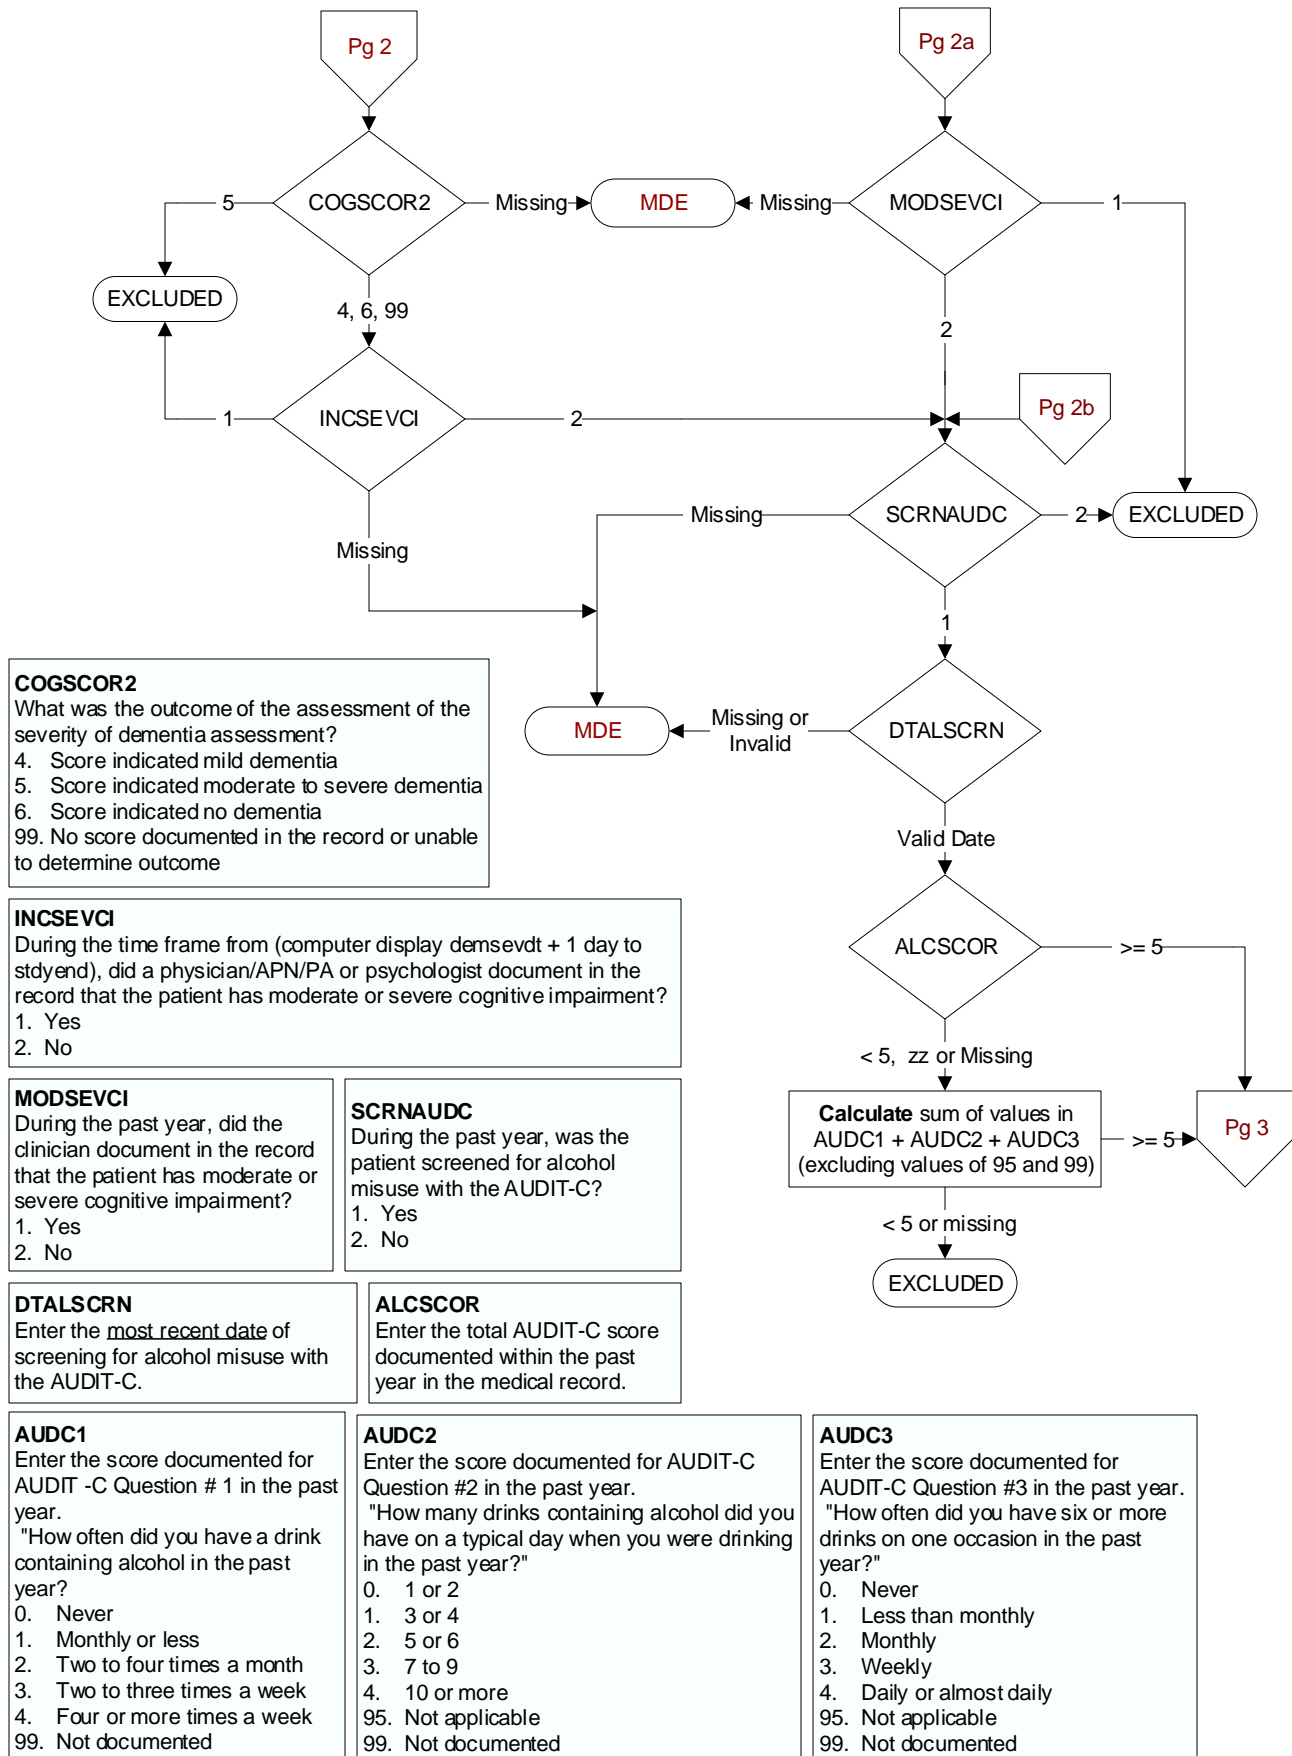 Pg 2
Pg 2a
COGSCOR2
MODSEVCI
5
Missing
MDE
Missing
1
EXCLUDED
4, 6, 99
2
INCSEVCI
1
2
Pg 2b
SCRNAUDC
Missing
2
EXCLUDED
Missing
1
COGSCOR2
What was the outcome of the assessment of the
severity of dementia assessment?
4. Score indicated mild dementia
5. Score indicated moderate to severe dementia
6. Score indicated no dementia
99. No score documented in the record or unable
to determine outcome
MDE
Missing or
Invalid
DTALSCRN
Valid Date
INCSEVCI
During the time frame from (computer display demsevdt + 1 day to
stdyend), did a physician/APN/PA or psychologist document in the
record that the patient has moderate or severe cognitive impairment?
1. Yes
2. No
ALCSCOR
>= 5
< 5, zz or Missing
MODSEVCI
During the past year, did the
clinician document in the record
that the patient has moderate or
severe cognitive impairment?
1. Yes
2. No
SCRNAUDC
During the past year, was the
patient screened for alcohol
misuse with the AUDIT-C?
1. Yes
2. No
Calculate sum of values in
AUDC1 + AUDC2 + AUDC3
(excluding values of 95 and 99)
>= 5
Pg 3
< 5 or missing
EXCLUDED
DTALSCRN
Enter the most recent date of
screening for alcohol misuse with
the AUDIT-C.
ALCSCOR
Enter the total AUDIT-C score
documented within the past
year in the medical record.
AUDC1
Enter the score documented for
AUDIT -C Question # 1 in the past
year.
"How often did you have a drink
containing alcohol in the past
year?
0. Never
1. Monthly or less
2. Two to four times a month
3. Two to three times a week
4. Four or more times a week
99. Not documented
AUDC2
Enter the score documented for AUDIT-C
Question #2 in the past year.
"How many drinks containing alcohol did you
have on a typical day when you were drinking
in the past year?"
0. 1 or 2
1. 3 or 4
2. 5 or 6
3. 7 to 9
4. 10 or more
95. Not applicable
99. Not documented
AUDC3
Enter the score documented for
AUDIT-C Question #3 in the past year.
"How often did you have six or more
drinks on one occasion in the past
year?"
0. Never
1. Less than monthly
2. Monthly
3. Weekly
4. Daily or almost daily
95. Not applicable
99. Not documented